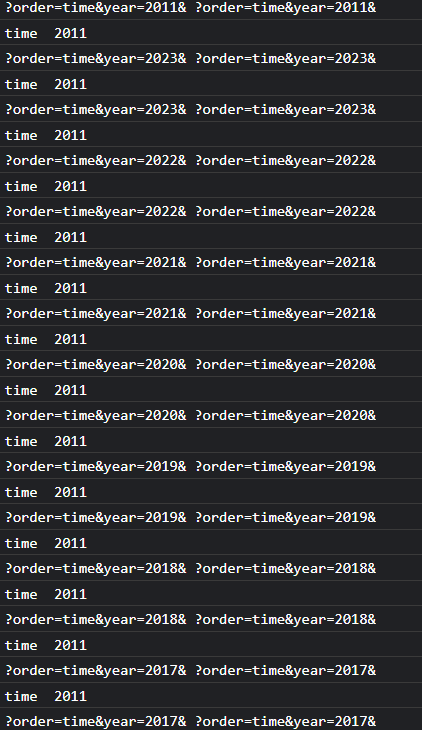 ?order=time&year=2011& ?order=time&year=2011&
time  2011
?order=time&year=2023& ?order=time&year=2023&
time  2011
?order=time&year=2023& ?order=time&year=2023&
time  2011
?order=time&year=2022& ?order=time&year=2022&
time  2011
?order=time&year=2022& ?order=time&year=2022&
time  2011
?order=time&year=2021& ?order=time&year=2021&
time  2011
?order=time&year=2021& ?order=time&year=2021&
time  2011
?order=time&year=2020& ?order=time&year=2020&
time  2011
?order=time&year=2020& ?order=time&year=2020&
time  2011
?order=time&year=2019& ?order=time&year=2019&
time  2011
?order=time&year=2019& ?order=time&year=2019&
time  2011
?order=time&year=2018& ?order=time&year=2018&
time  2011
?order=time&year=2018& ?order=time&year=2018&
time  2011
?order=time&year=2017& ?order=time&year=2017&
time  2011
?order=time&year=2017& ?order=time&year=2017&